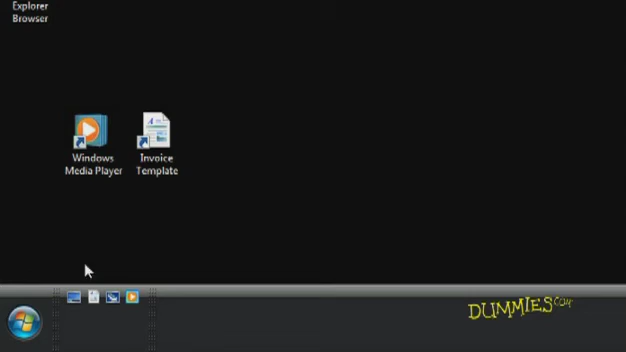 Explorer
Browser
Windows
Media Player
Invoice
Template
DUMMIES.com